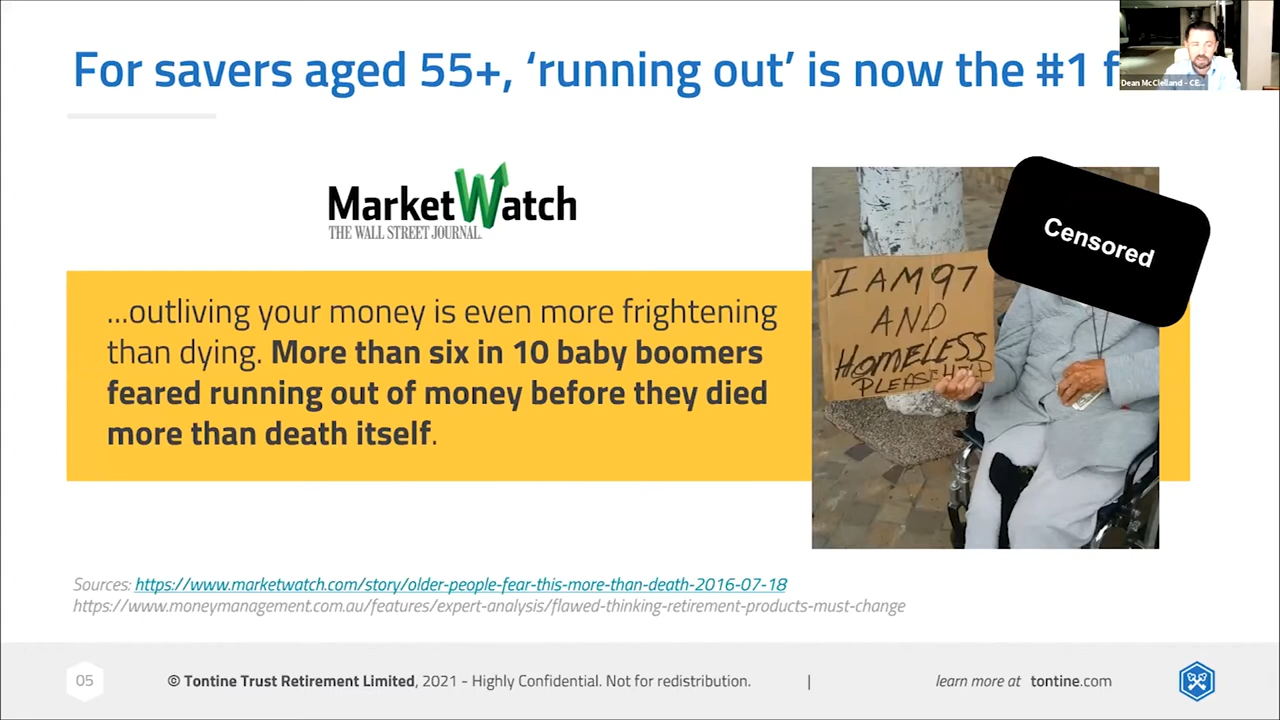 For savers aged 55+, ‘running out’ is now the #1 f
Dean McClelland - CE...
MarketWatch
THE WALL STREET JOURNAL.
Censored
I AM 97
AND
HOMELESS
PLEASE HELP
...outliving your money is even more frightening
than dying. More than six in 10 baby boomers
feared running out of money before they died
more than death itself.
Sources: https://www.marketwatch.com/story/older-people-fear-this-more-than-death-2016-07-18
https://www.moneymanagement.com.au/features/expert-analysis/flawed-thinking-retirement-products-must-change
05
© Tontine Trust Retirement Limited, 2021 - Highly Confidential. Not for redistribution.
|
learn more at tontine.com